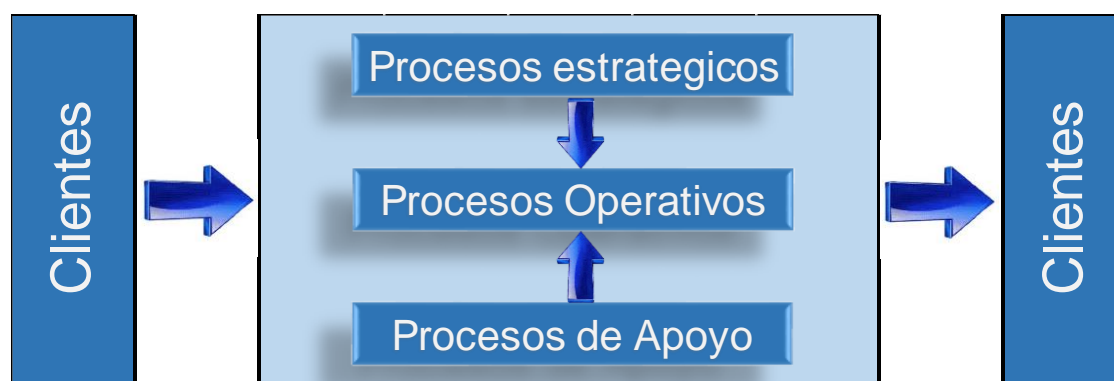 Clientes
Procesos estrategicos
Procesos Operativos
Procesos de Apoyo
Clientes